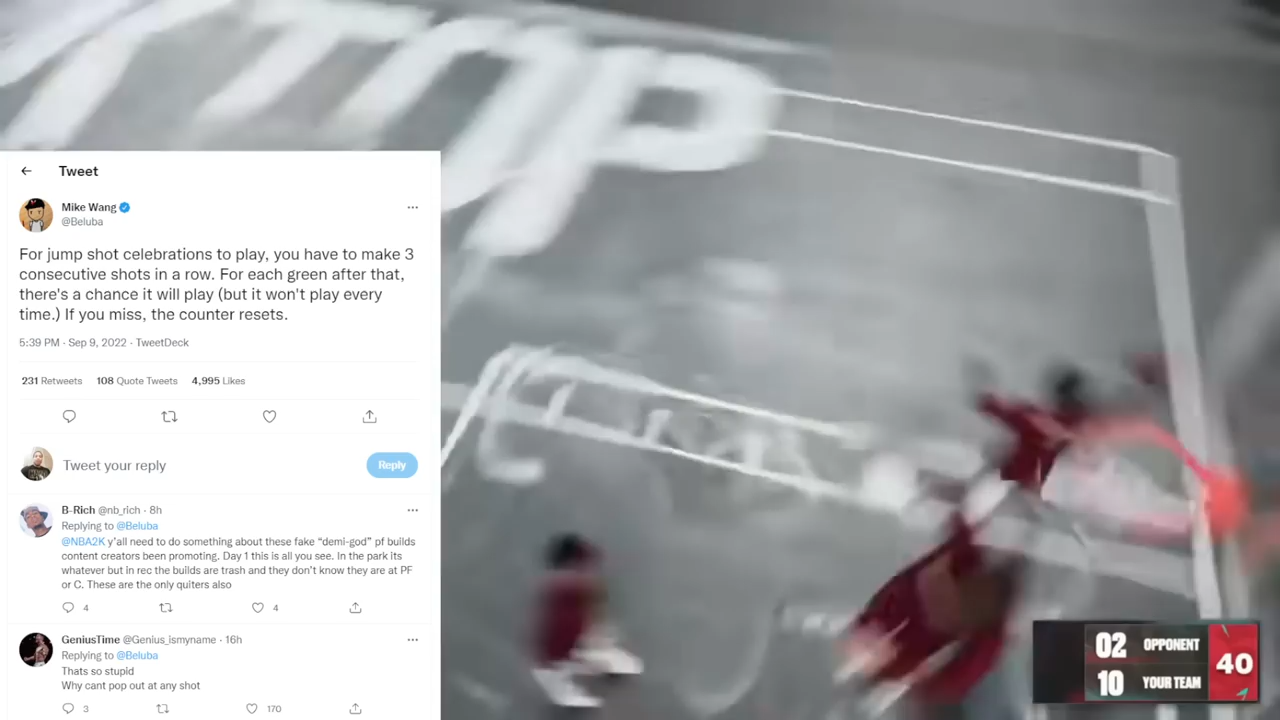 Tweet
Mike Wang
@Beluba
For jump shot celebrations to play, you have to make 3
consecutive shots in a row. For each green after that,
there's a chance it will play (but it won't play every
time.) If you miss, the counter resets.
5:39 PM · Sep 9, 2022 · TweetDeck
231 Retweets 108 Quote Tweets 4,995 Likes
Tweet your reply
Reply
B-Rich @nb_rich · 8h
Replying to @Beluba
@NBA2K y'all need to do something about these fake “demi-god” pf builds
content creators been promoting. Day 1 this is all you see. In the park its
whatever but in rec the builds are trash and they don't know they are at PF
or C. These are the only quiters also
4 4
GeniusTime @Genius_ismyname · 16h
Replying to @Beluba
Thats so stupid
Why cant pop out at any shot
3 170
02 OPPONENT
10 YOUR TEAM
40